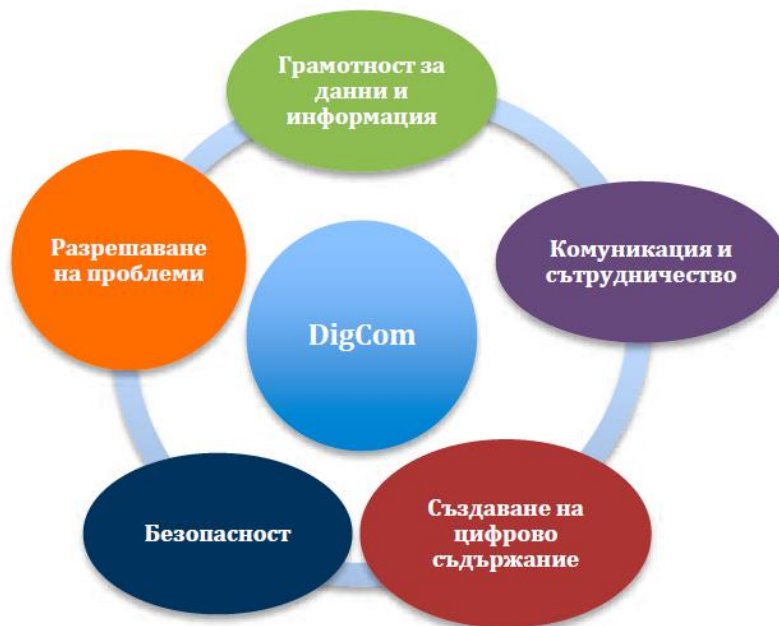 Грамотност за
данни и
информация
Комуникация и
сътрудничество
Създаване на
цифрово
съдържание
Безопасност
Разрешаване
на проблеми
DigCom